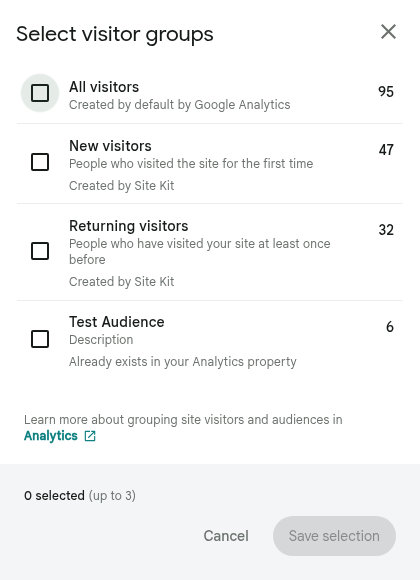 Select visitor groups
All visitors
95
Created by default by Google Analytics
New visitors
47
People who visited the site for the first time
Created by Site Kit
Returning visitors
32
People who have visited your site at least once
before
Created by Site Kit
Test Audience
6
Description
Already exists in your Analytics property
Learn more about grouping site visitors and audiences in
Analytics
0 selected (up to 3)
Cancel
Save selection